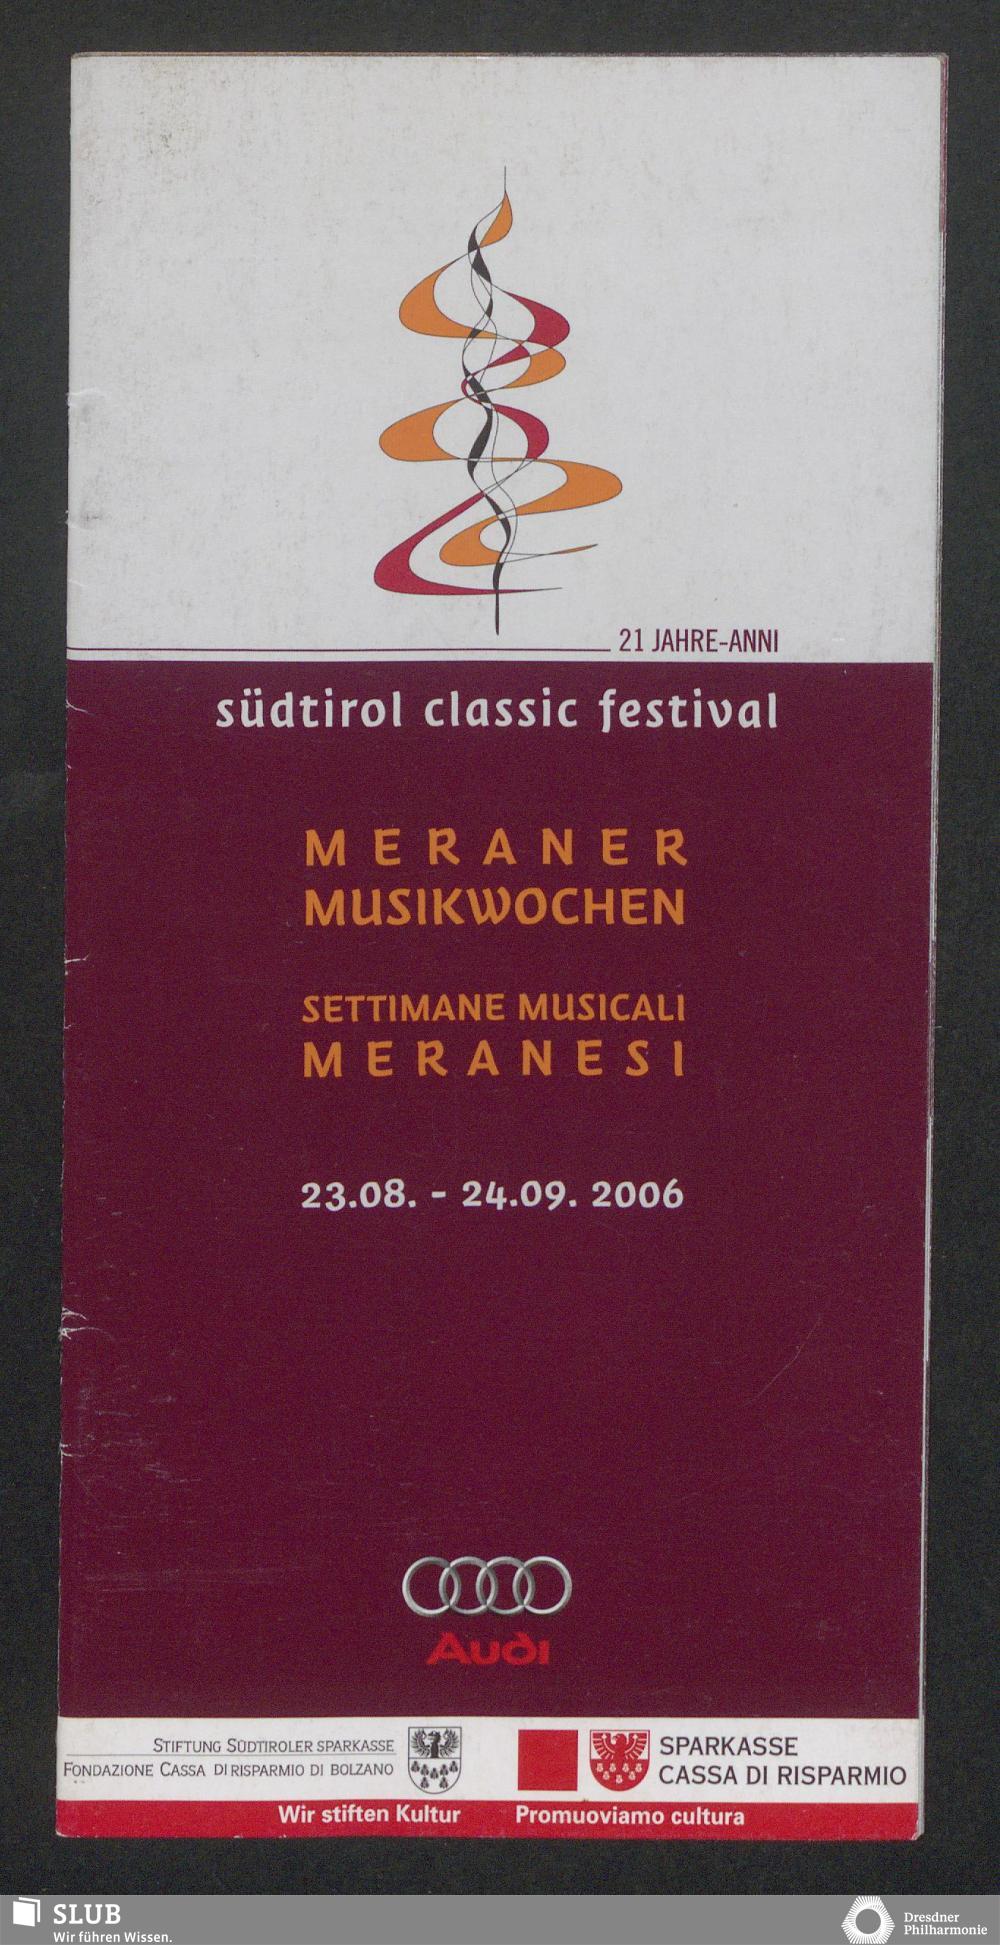 21 JAHRE-ANNI
südtirol classic festival
MERANER
MUSIKWOCHEN
SETTIMANE MUSICALI
MERANESI
23.08. - 24.09. 2006
Audi
STIFTUNG SÜDTIROLER SPARKASSE
FONDAZIONE CASSA DI RISPARMIO DI BOLZANO
SPARKASSE
CASSA DI RISPARMIO
Wir stiften Kultur Promuoviamo cultura
SLUB
Wir führen Wissen.
Dresdner
Philharmonie